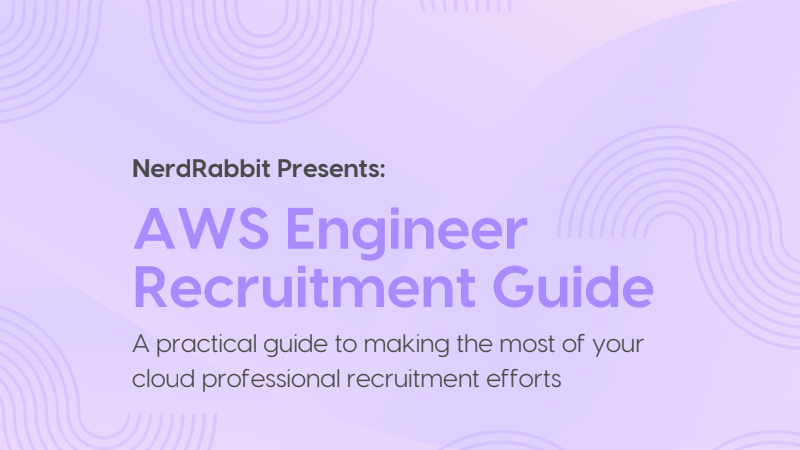 NerdRabbit Presents:
AWS Engineer
Recruitment Guide
A practical guide to making the most of your
cloud professional recruitment efforts